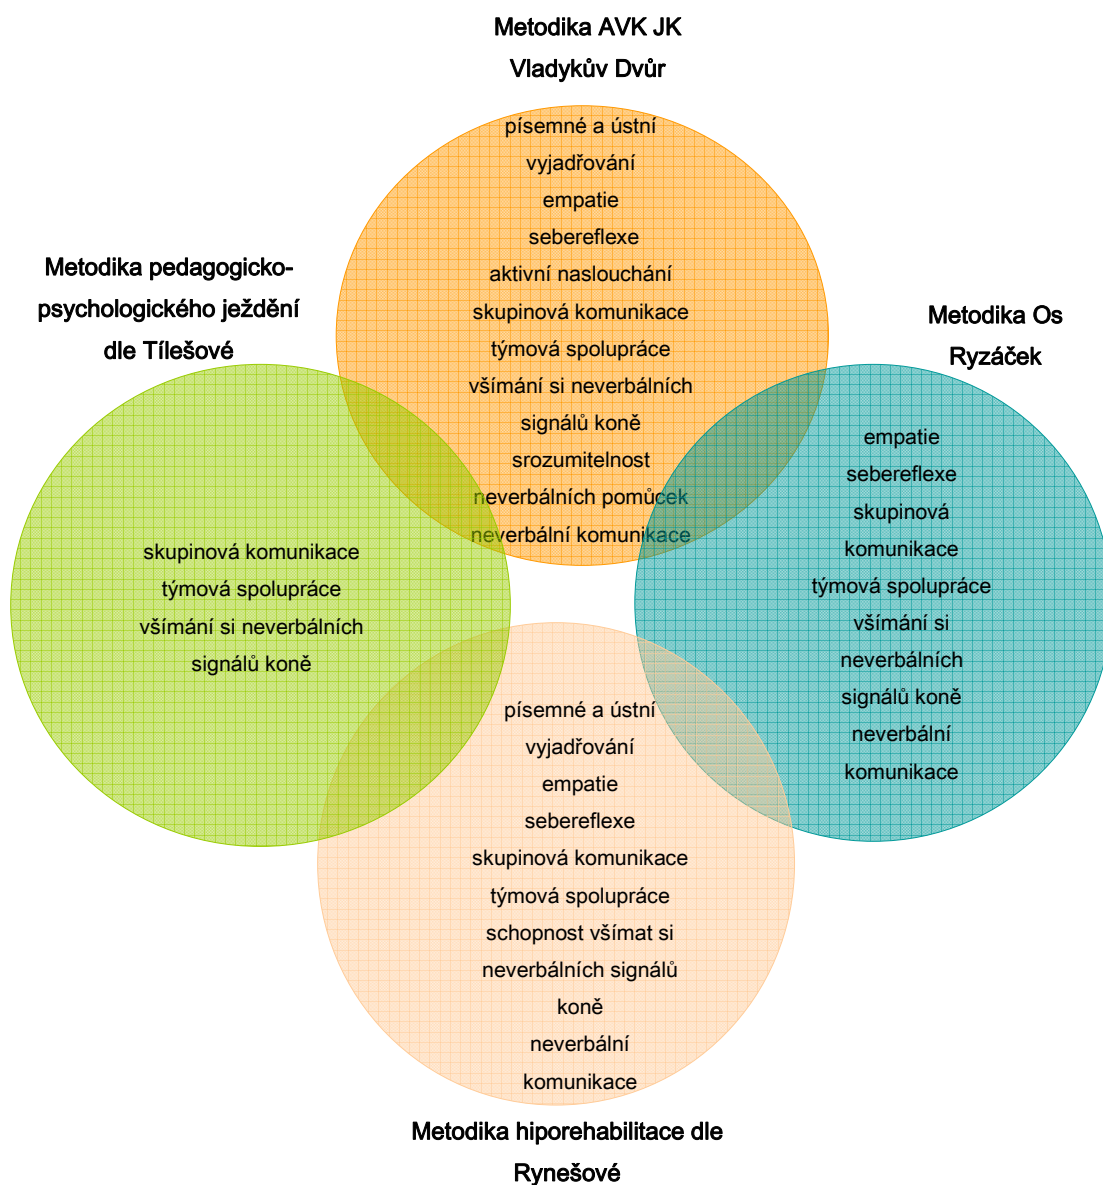 Metodika AVK JK
Vladykův Dvůr
písemné a ústní
vyjadřování
empatie
sebereflexe
aktivní naslouchání
skupinová komunikace
týmová spolupráce
všímání si neverbálních
signálů koně
srozumitelnost
neverbálních pomůcek
neverbální komunikace
Metodika pedagogicko-
psychologického ježdění
dle Tílešové
skupinová komunikace
týmová spolupráce
všímání si neverbálních
signálů koně
Metodika Os
Ryzáček
empatie
sebereflexe
skupinová
komunikace
týmová spolupráce
všímání si
neverbálních
signálů koně
neverbální
komunikace
písemné a ústní
vyjadřování
empatie
sebereflexe
skupinová komunikace
týmová spolupráce
schopnost všímat si
neverbálních signálů
koně
neverbální
komunikace
Metodika hiporehabilitace dle
Rynešové